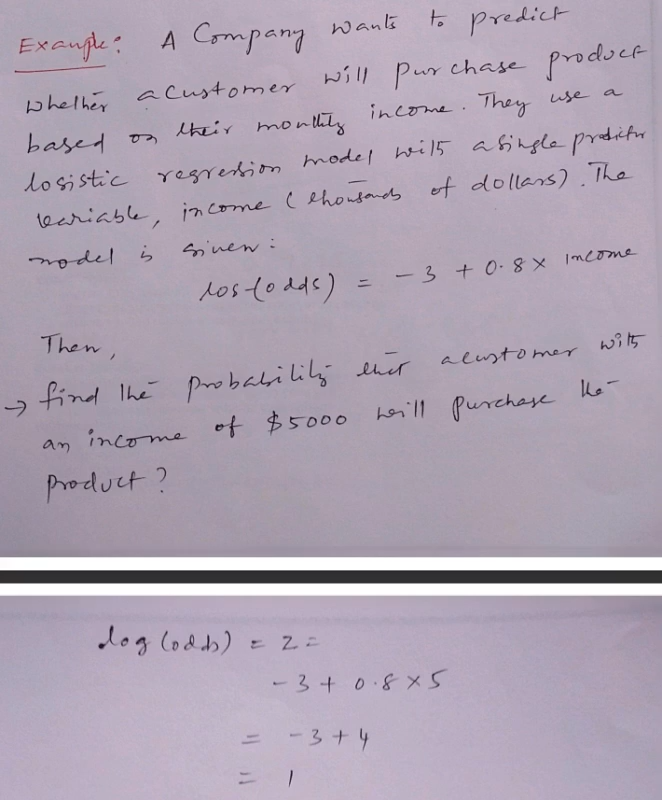 Example: A Company wants to predict
whether a customer will purchase product
based on their monthly income. They use a
logistic regression model with a single predictor
variable, income (thousands of dollars). The
model is given:
log(odds) = -3 + 0.8 × income
Then,
→ find the probability that a customer with
an income of $5000 will purchase the
product?
log(odds) = z =
-3 + 0.8 × 5
= -3 + 4
= 1